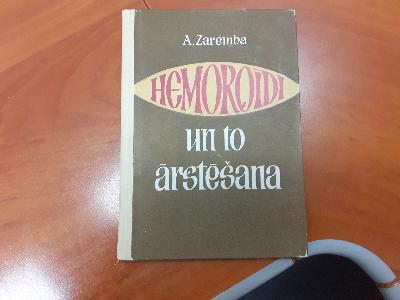 A. Zaremba
HEMOROIDI
un to
ārstēšana